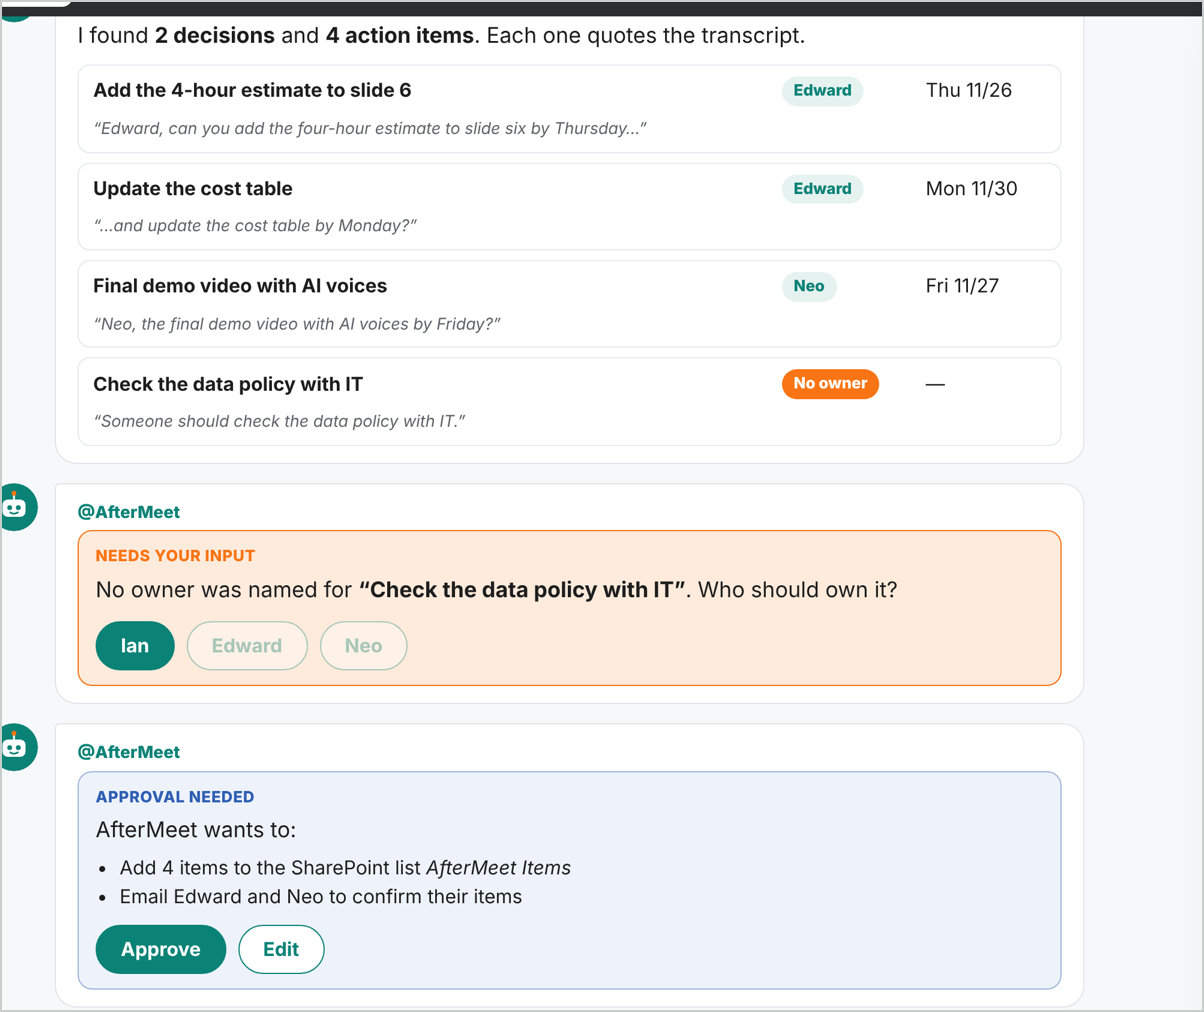 I found 2 decisions and 4 action items. Each one quotes the transcript.
Add the 4-hour estimate to slide 6 Edward Thu 11/26
“Edward, can you add the four-hour estimate to slide six by Thursday...”
Update the cost table Edward Mon 11/30
“...and update the cost table by Monday?”
Final demo video with AI voices Neo Fri 11/27
“Neo, the final demo video with AI voices by Friday?”
Check the data policy with IT No owner —
“Someone should check the data policy with IT.”
@AfterMeet
NEEDS YOUR INPUT
No owner was named for “Check the data policy with IT”. Who should own it?
Ian Edward Neo
@AfterMeet
APPROVAL NEEDED
AfterMeet wants to:
• Add 4 items to the SharePoint list AfterMeet Items
• Email Edward and Neo to confirm their items
Approve Edit